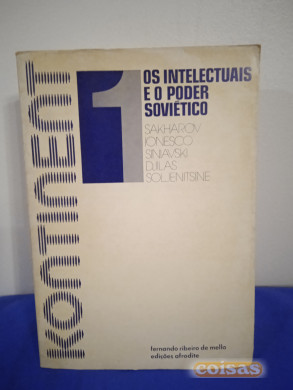 KONTINENT
1
OS INTELECTUAIS
E O PODER
SOVIÉTICO
SAKHAROV
IONESCO
SINIAVSKI
DJILAS
SOLJENITSINE
fernando ribeiro de mello
edições afrodite
coisas